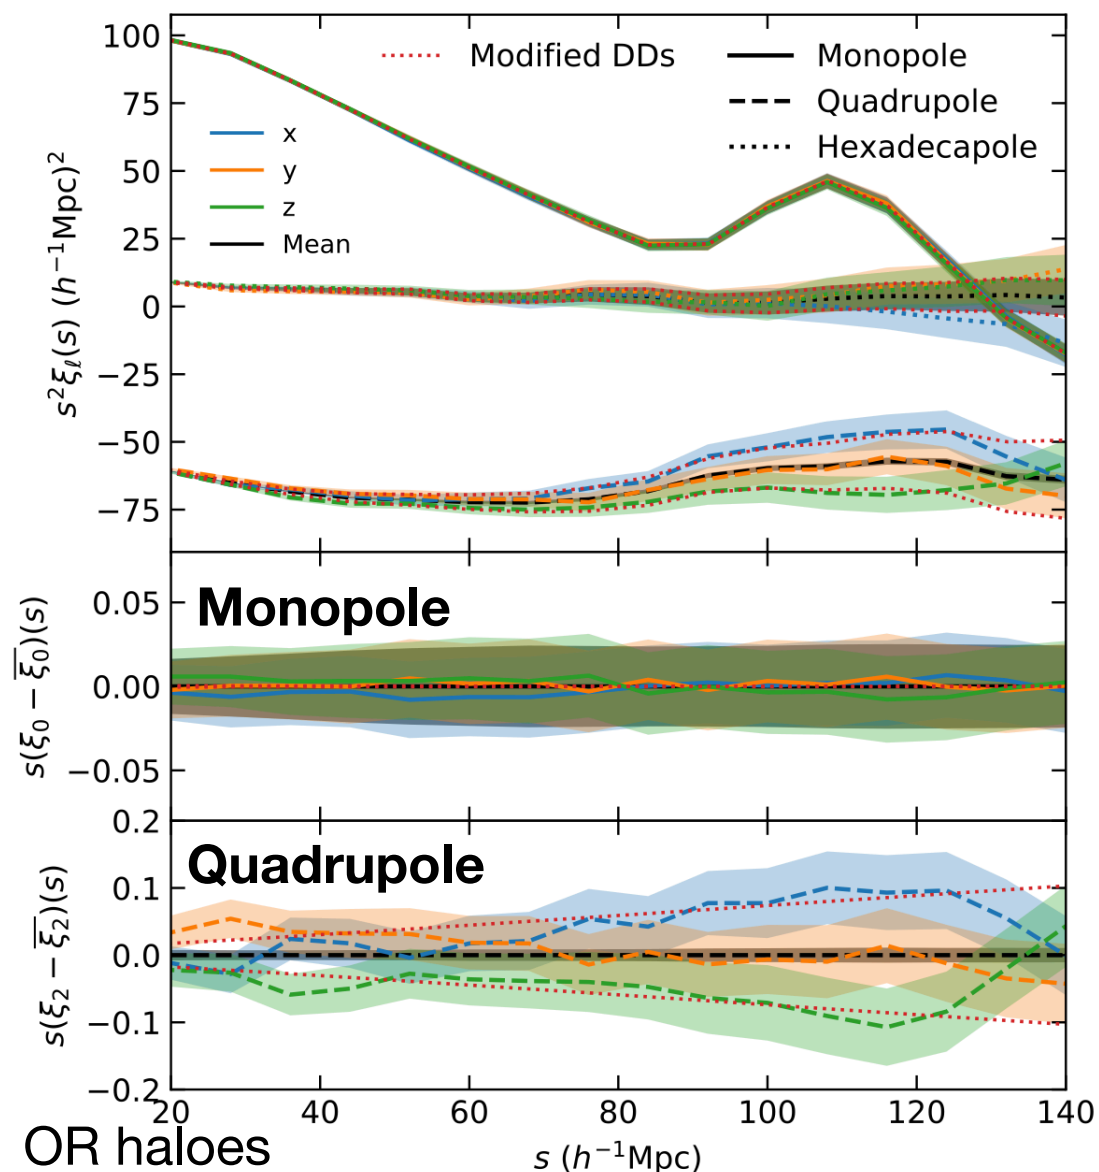 100
75
50
25
0
−25
−50
−75
s²ξℓ(s) (h⁻¹Mpc)²
Modified DDs
x
y
z
Mean
Monopole
Quadrupole
Hexadecapole
0.05
0.00
−0.05
s(ξ₀ − ξ̅₀)(s)
Monopole
0.2
0.1
0.0
−0.1
−0.2
s(ξ₂ − ξ̅₂)(s)
Quadrupole
20 40 60 80 100 120 140
s (h⁻¹Mpc)
OR haloes